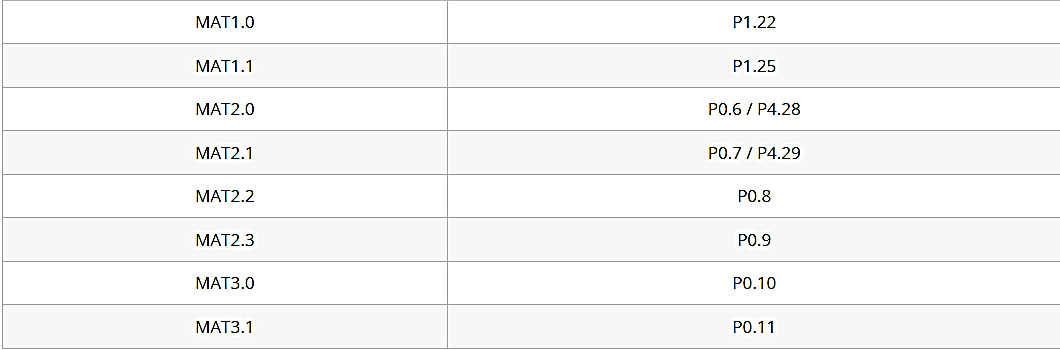 MAT1.0 P1.22
MAT1.1 P1.25
MAT2.0 P0.6 / P4.28
MAT2.1 P0.7 / P4.29
MAT2.2 P0.8
MAT2.3 P0.9
MAT3.0 P0.10
MAT3.1 P0.11